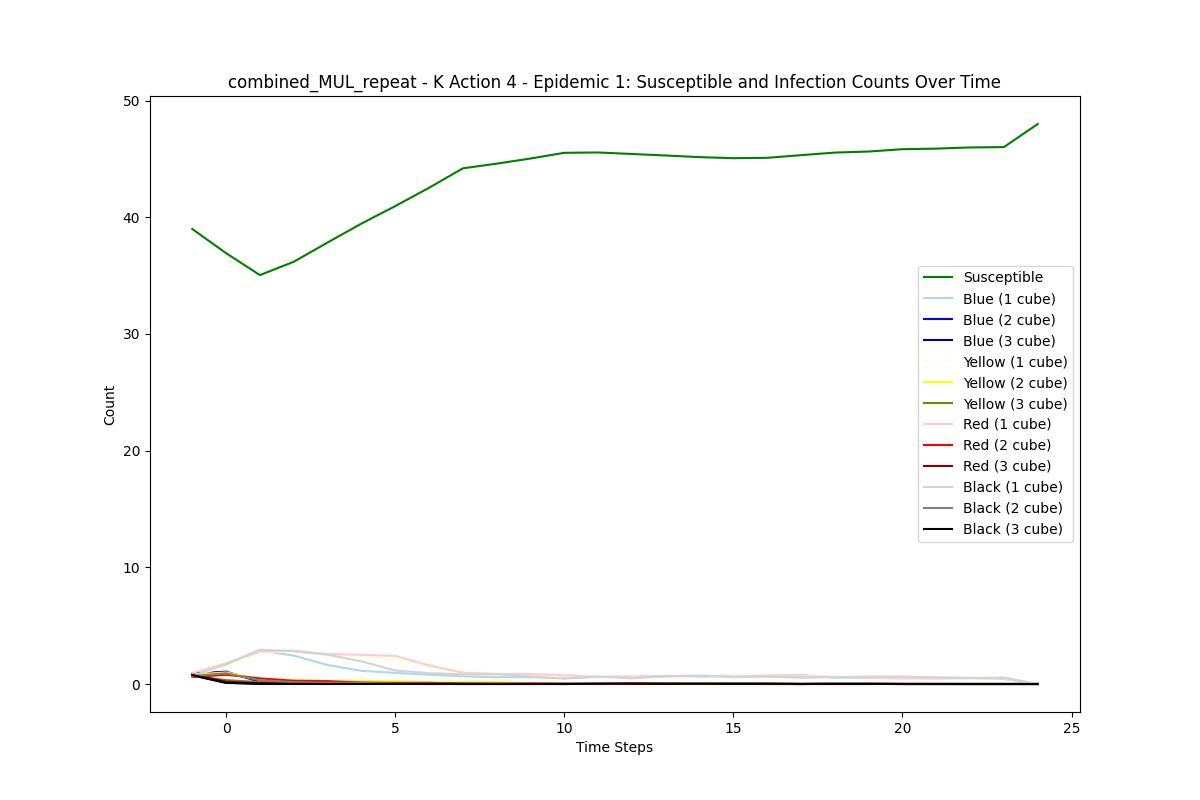 combined_MUL_repeat - K Action 4 - Epidemic 1: Susceptible and Infection Counts Over Time
50
40
30
20
10
0
Count
Susceptible
Blue (1 cube)
Blue (2 cube)
Blue (3 cube)
Yellow (1 cube)
Yellow (2 cube)
Yellow (3 cube)
Red (1 cube)
Red (2 cube)
Red (3 cube)
Black (1 cube)
Black (2 cube)
Black (3 cube)
0 5 10 15 20 25
Time Steps